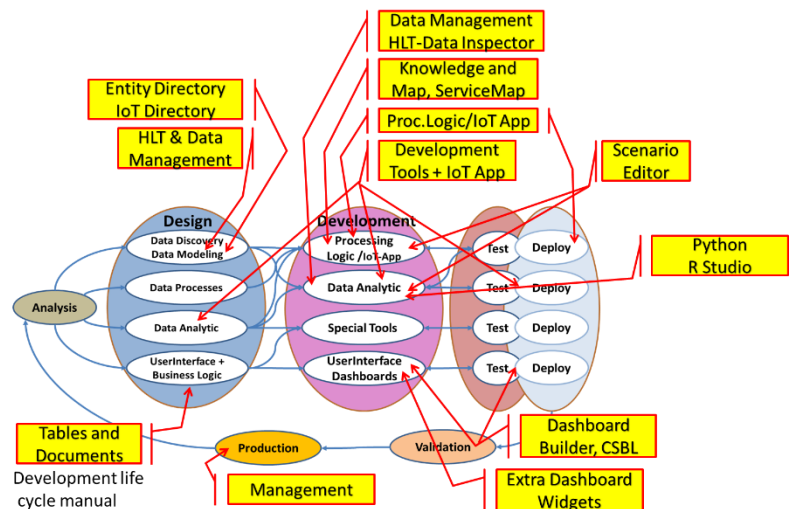 Data Management
HLT-Data Inspector
Entity Directory
IoT Directory
Knowledge and
Map, ServiceMap
HLT & Data
Management
Proc.Logic/IoT App
Development
Tools + IoT App
Scenario
Editor
Design
Development
Data Discovery
Data Modeling
Processing
Logic /IoT-App
Test
Deploy
Python
R Studio
Data Processes
Data Analytic
Test
Deploy
Analysis
Data Analytic
Special Tools
Test
Deploy
UserInterface +
Business Logic
UserInterface
Dashboards
Test
Deploy
Tables and
Documents
Production
Validation
Dashboard
Builder, CSBL
Development life
cycle manual
Management
Extra Dashboard
Widgets